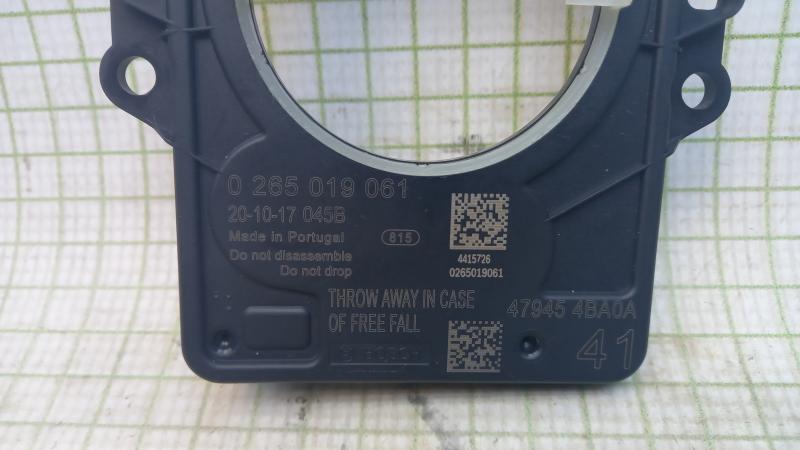 0 265 019 061
20-10-17 045B
Made in Portugal
815
Do not disassemble
Do not drop
4415726
0265019061
THROW AWAY IN CASE
OF FREE FALL
47945 4BA0A
BOSCH
41